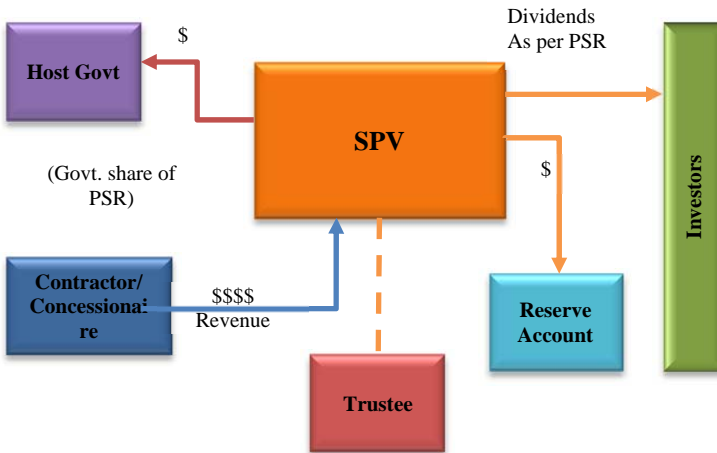 Dividends
As per PSR
$
Host Govt
SPV
(Govt. share of
PSR)
$
Investors
Contractor/
Concessionai
re
$$$$
Revenue
Reserve
Account
Trustee